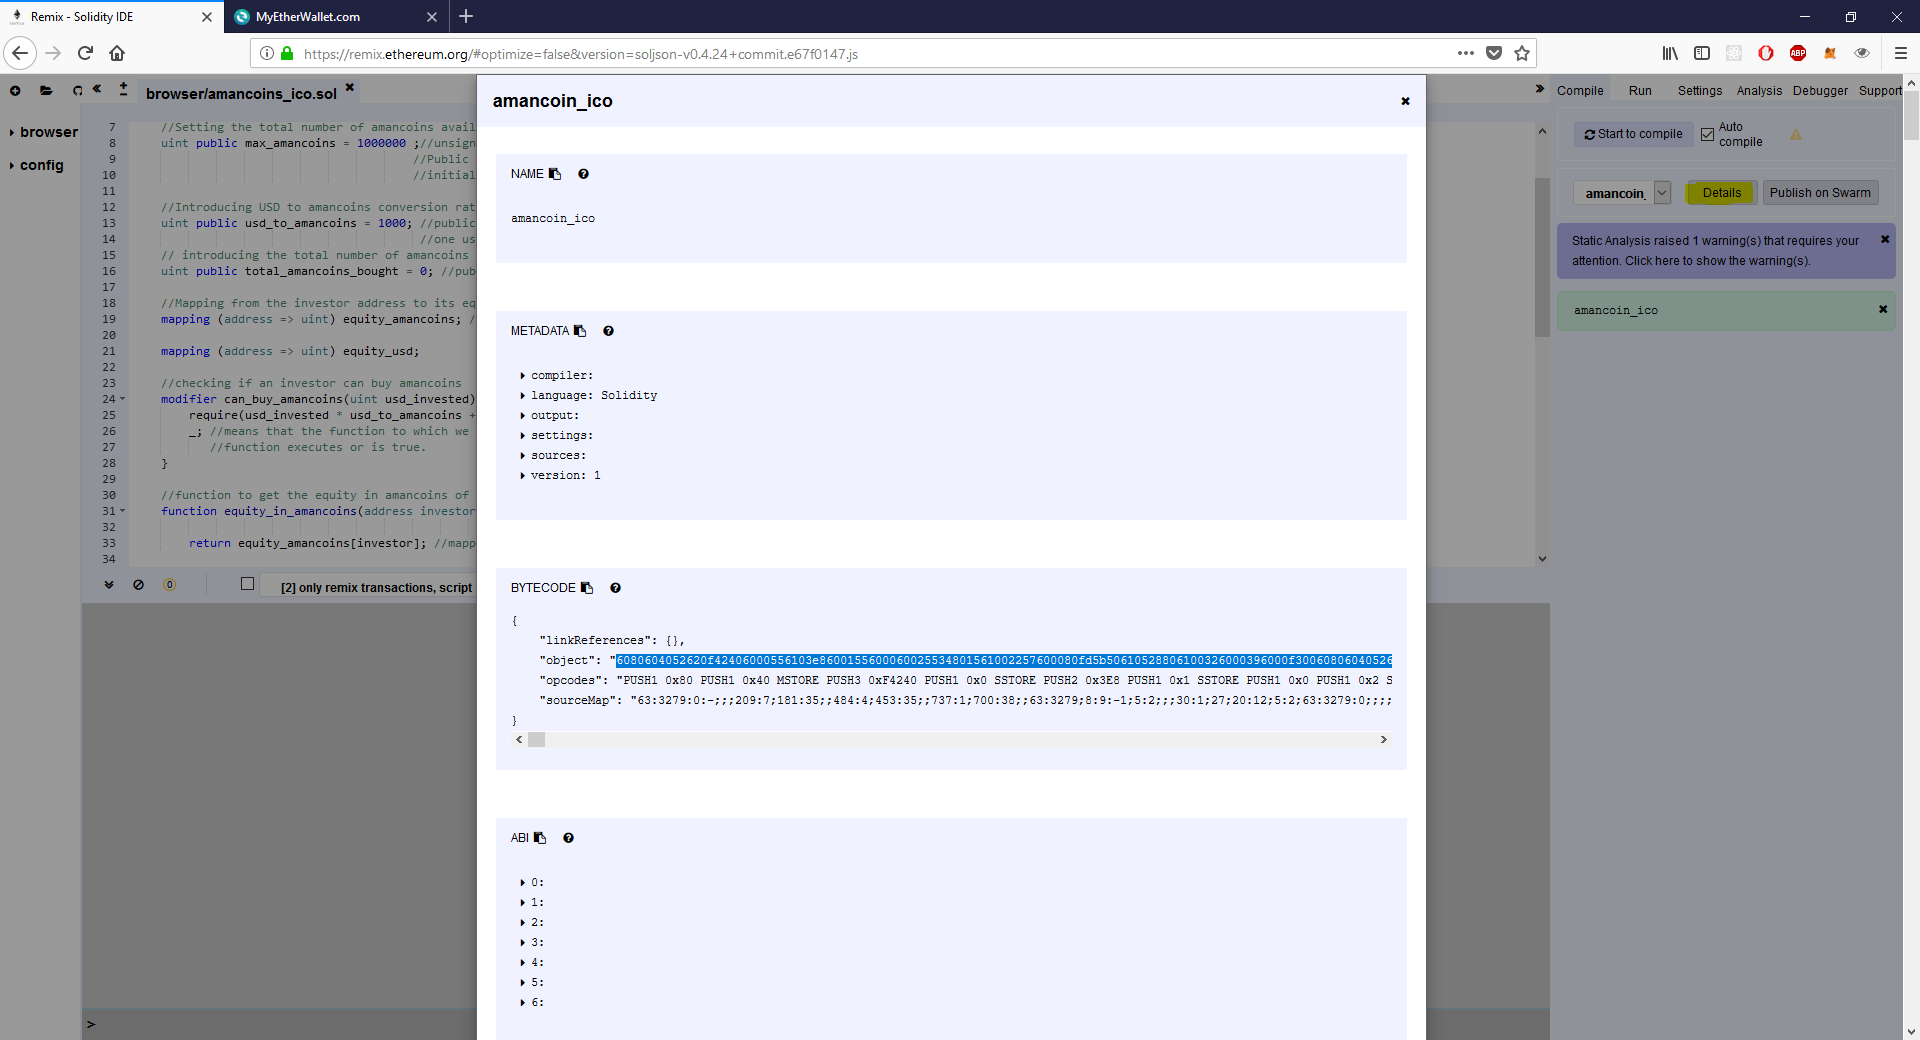 Remix - Solidity IDE
MyEtherWallet.com
https://remix.ethereum.org/#optimize=false&version=soljson-v0.4.24+commit.e67f0147.js
ABP
browser/amancoins_ico.sol
browser
config
7 //Setting the total number of amancoins avail
8 uint public max_amancoins = 1000000 ;//unsign
9 //Public
10 //initial
11
12 //Introducing USD to amancoins conversion rat
13 uint public usd_to_amancoins = 1000; //public
14 //one us
15 // introducing the total number of amancoins
16 uint public total_amancoins_bought = 0; //pub
17
18 //Mapping from the investor address to its eq
19 mapping (address => uint) equity_amancoins; /
20
21 mapping (address => uint) equity_usd;
22
23 //checking if an investor can buy amancoins
24 modifier can_buy_amancoins(uint usd_invested)
25 require(usd_invested * usd_to_amancoins +
26 _; //means that the function to which we
27 //function executes or is true.
28 }
29
30 //function to get the equity in amancoins of
31 function equity_in_amancoins(address investor
32
33 return equity_amancoins[investor]; //mapp
34
0
[2] only remix transactions, script
>
amancoin_ico
NAME
amancoin_ico
METADATA
compiler:
language: Solidity
output:
settings:
sources:
version: 1
BYTECODE
{
"linkReferences": {},
"object": "6080604052620f42406000556103e8600155600060025534801561002257600080fd5b506105288061003260003960​00f30060806040526
"opcodes": "PUSH1 0x80 PUSH1 0x40 MSTORE PUSH3 0xF4240 PUSH1 0x0 SSTORE PUSH2 0x3E8 PUSH1 0x1 SSTORE PUSH1 0x0 PUSH1 0x2 S
"sourceMap": "63:3279:0:-;;;209:7;181:35;;484:4;453:35;;737:1;700:38;;63:3279;8:9:-1;5:2;;;30:1;27;20:12;5:2;63:3279:0;;;;
}
ABI
0:
1:
2:
3:
4:
5:
6:
Compile Run Settings Analysis Debugger Support
Start to compile
Auto compile
amancoin_
Details
Publish on Swarm
Static Analysis raised 1 warning(s) that requires your
attention. Click here to show the warning(s).
amancoin_ico